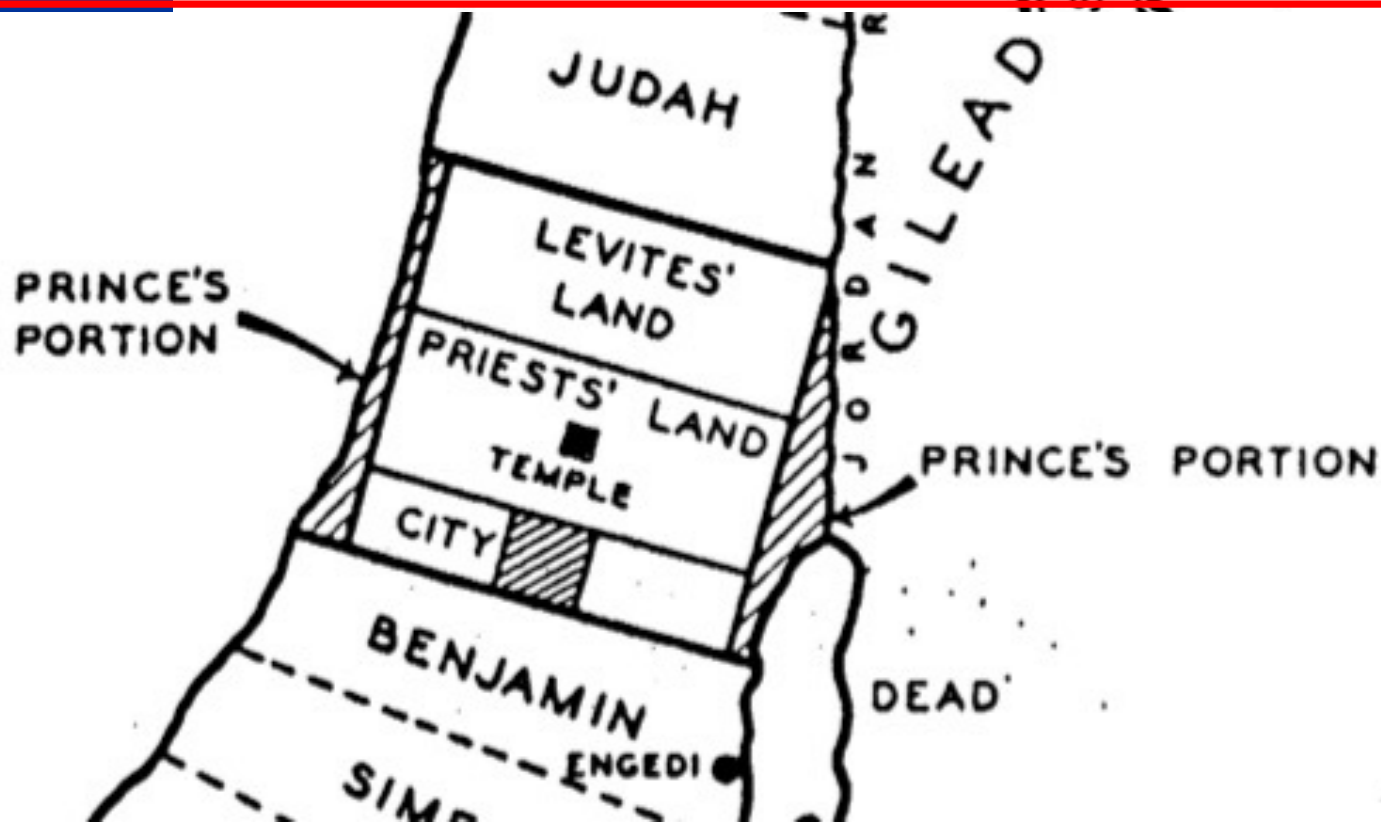 JUDAH
GILEAD
JORDAN R
LEVITES'
LAND
PRINCE'S
PORTION
PRIESTS' LAND
TEMPLE
PRINCE'S PORTION
CITY
BENJAMIN
DEAD
ENGEDI